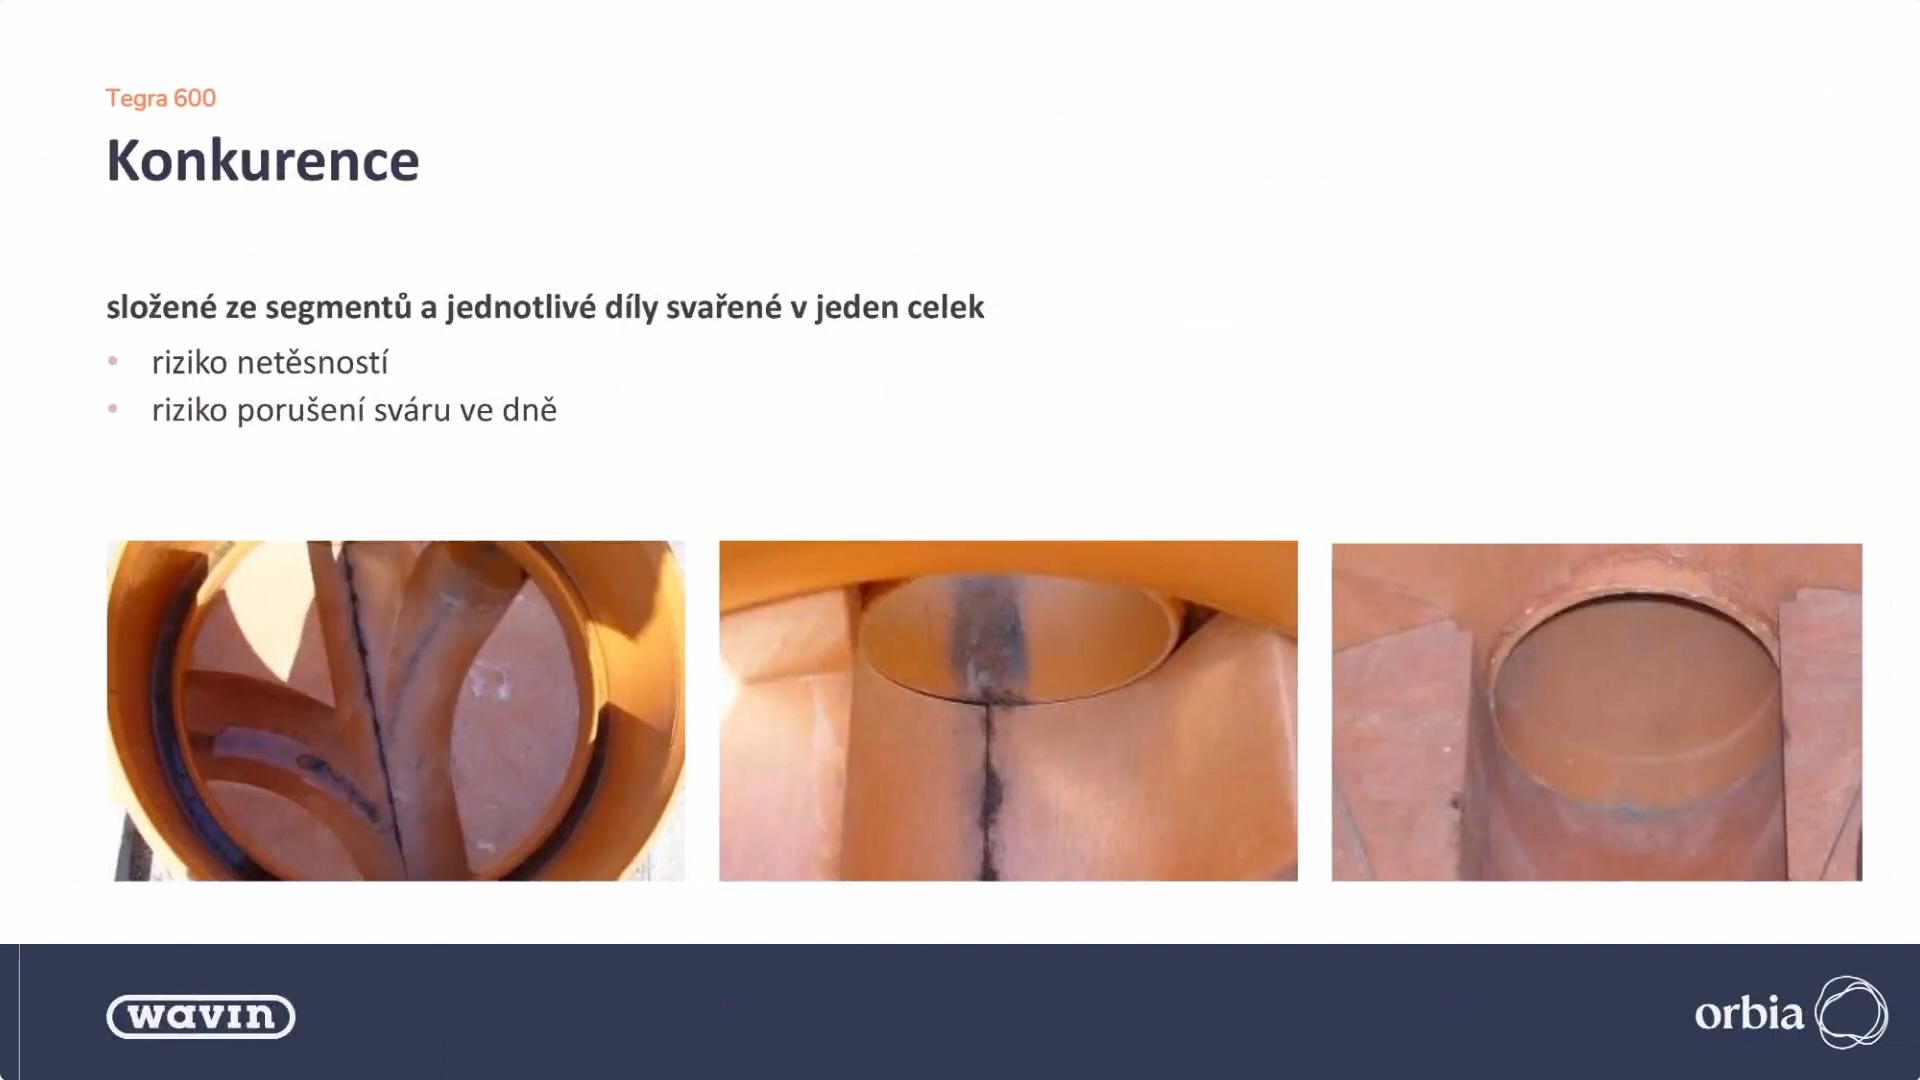 Tegra 600
Konkurence
složené ze segmentů a jednotlivé díly svařené v jeden celek
• riziko netěsností
• riziko porušení sváru ve dně
wavin
orbia